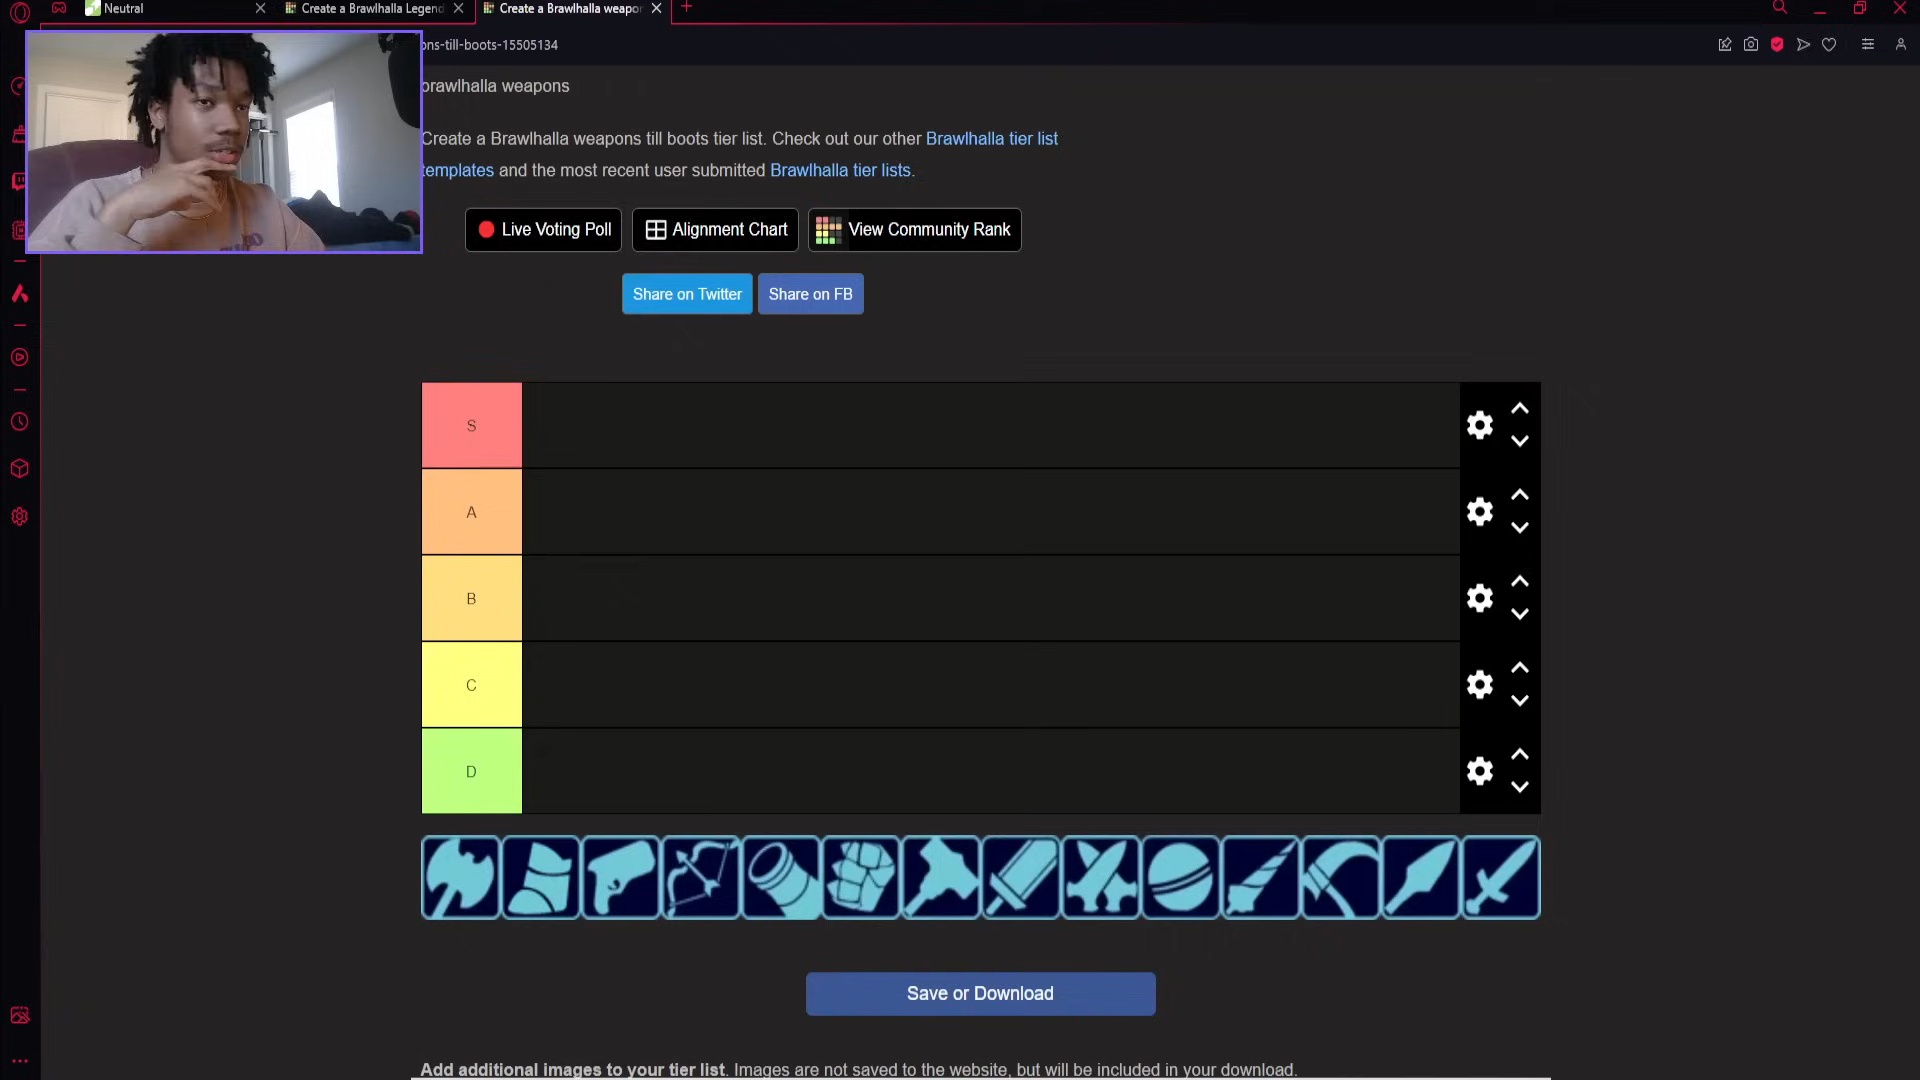 Neutral
Create a Brawlhalla Legend
Create a Brawlhalla weapor
ons-till-boots-15505134
brawlhalla weapons
Create a Brawlhalla weapons till boots tier list. Check out our other Brawlhalla tier list
templates and the most recent user submitted Brawlhalla tier lists.
Live Voting Poll
Alignment Chart
View Community Rank
Share on Twitter
Share on FB
S
A
B
C
D
Save or Download
Add additional images to your tier list. Images are not saved to the website, but will be included in your download.